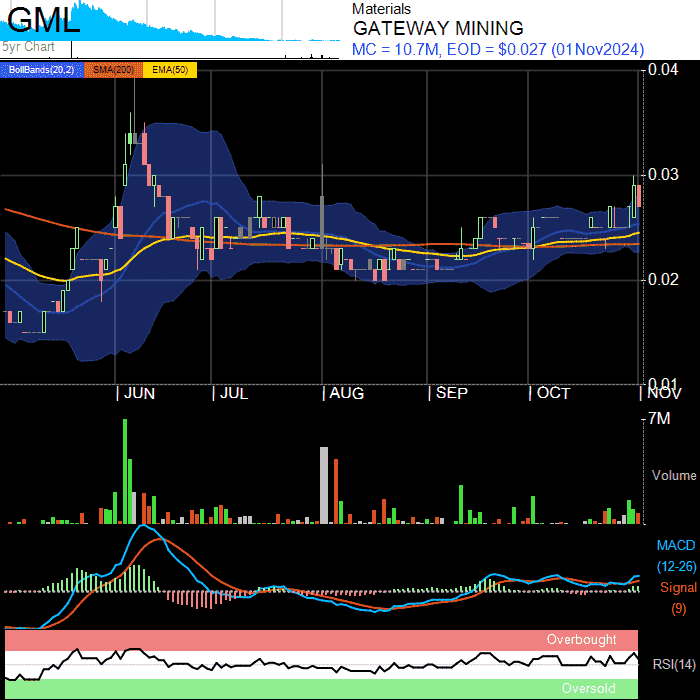 GML
5yr Chart
Materials
GATEWAY MINING
MC = 10.7M, EOD = $0.027 (01Nov2024)
BollBands(20,2) SMA(200) EMA(50)
0.04
0.03
0.02
0.01
| JUN | JUL | AUG | SEP | OCT | NOV
7M
Volume
MACD
(12-26)
Signal
(9)
Overbought
RSI(14)
Oversold